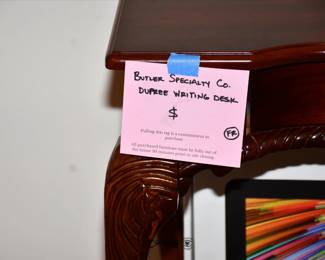 BUTLER SPECIALTY CO.
DUPREE WRITING DESK
$
FR
Pulling this tag is a commitment to
purchase.
All purchased furniture must be fully out of
the house 30 minutes prior to sale closing